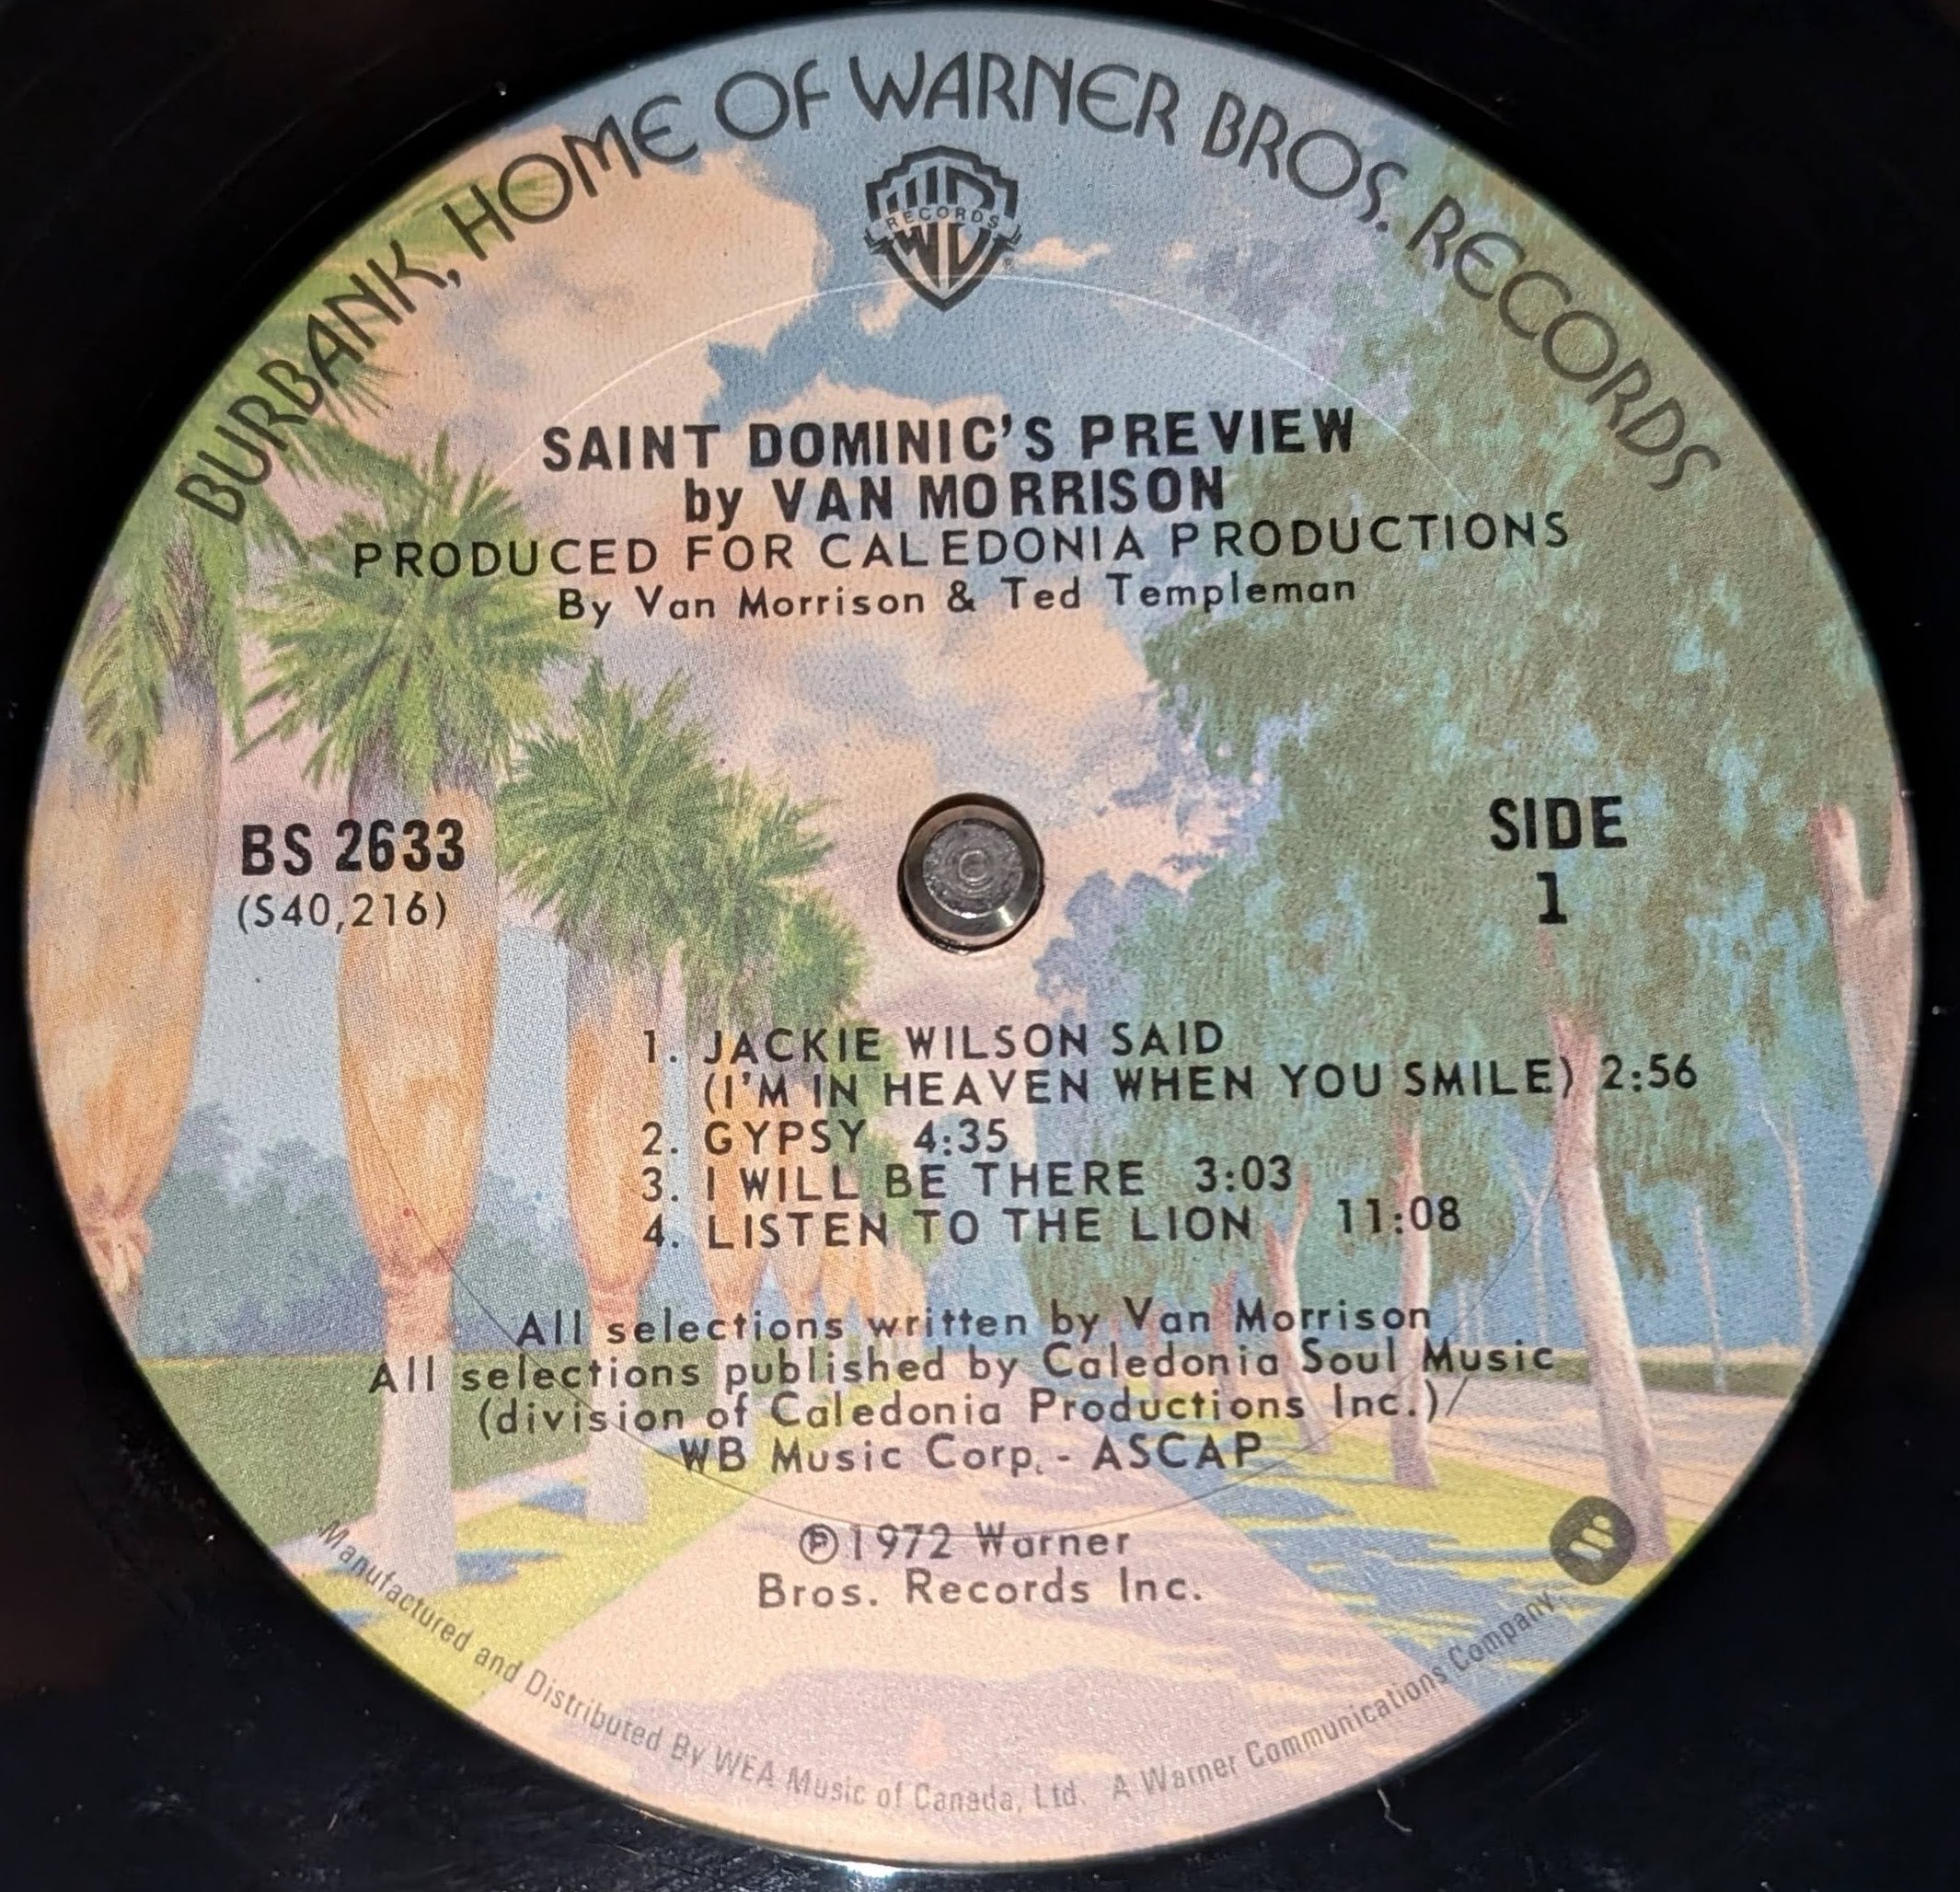 BURBANK, HOME OF WARNER BROS. RECORDS
RECORDS
SAINT DOMINIC'S PREVIEW
by VAN MORRISON
PRODUCED FOR CALEDONIA PRODUCTIONS
By Van Morrison & Ted Templeman
BS 2633
(S40,216)
SIDE
1
1. JACKIE WILSON SAID
(I'M IN HEAVEN WHEN YOU SMILE) 2:56
2. GYPSY 4:35
3. I WILL BE THERE 3:03
4. LISTEN TO THE LION 11:08
All selections written by Van Morrison
All selections published by Caledonia Soul Music
(division of Caledonia Productions Inc.)/
WB Music Corp. - ASCAP
℗1972 Warner
Bros. Records Inc.
Manufactured and Distributed By WEA Music of Canada, Ltd. A Warner Communications Company